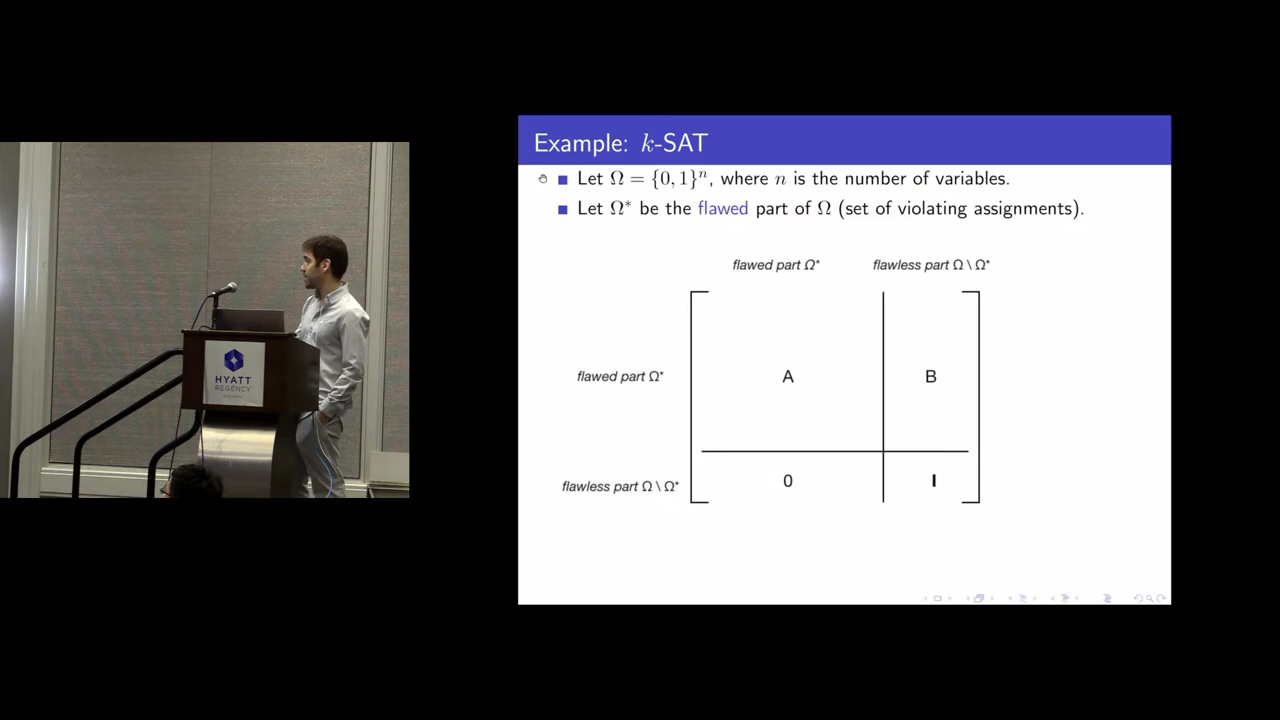 Example: k-SAT
Let Ω = {0, 1}ⁿ, where n is the number of variables.
Let Ω* be the flawed part of Ω (set of violating assignments).
flawed part Ω*
flawless part Ω \ Ω*
flawed part Ω*
A
B
flawless part Ω \ Ω*
0
I
HYATT
REGENCY